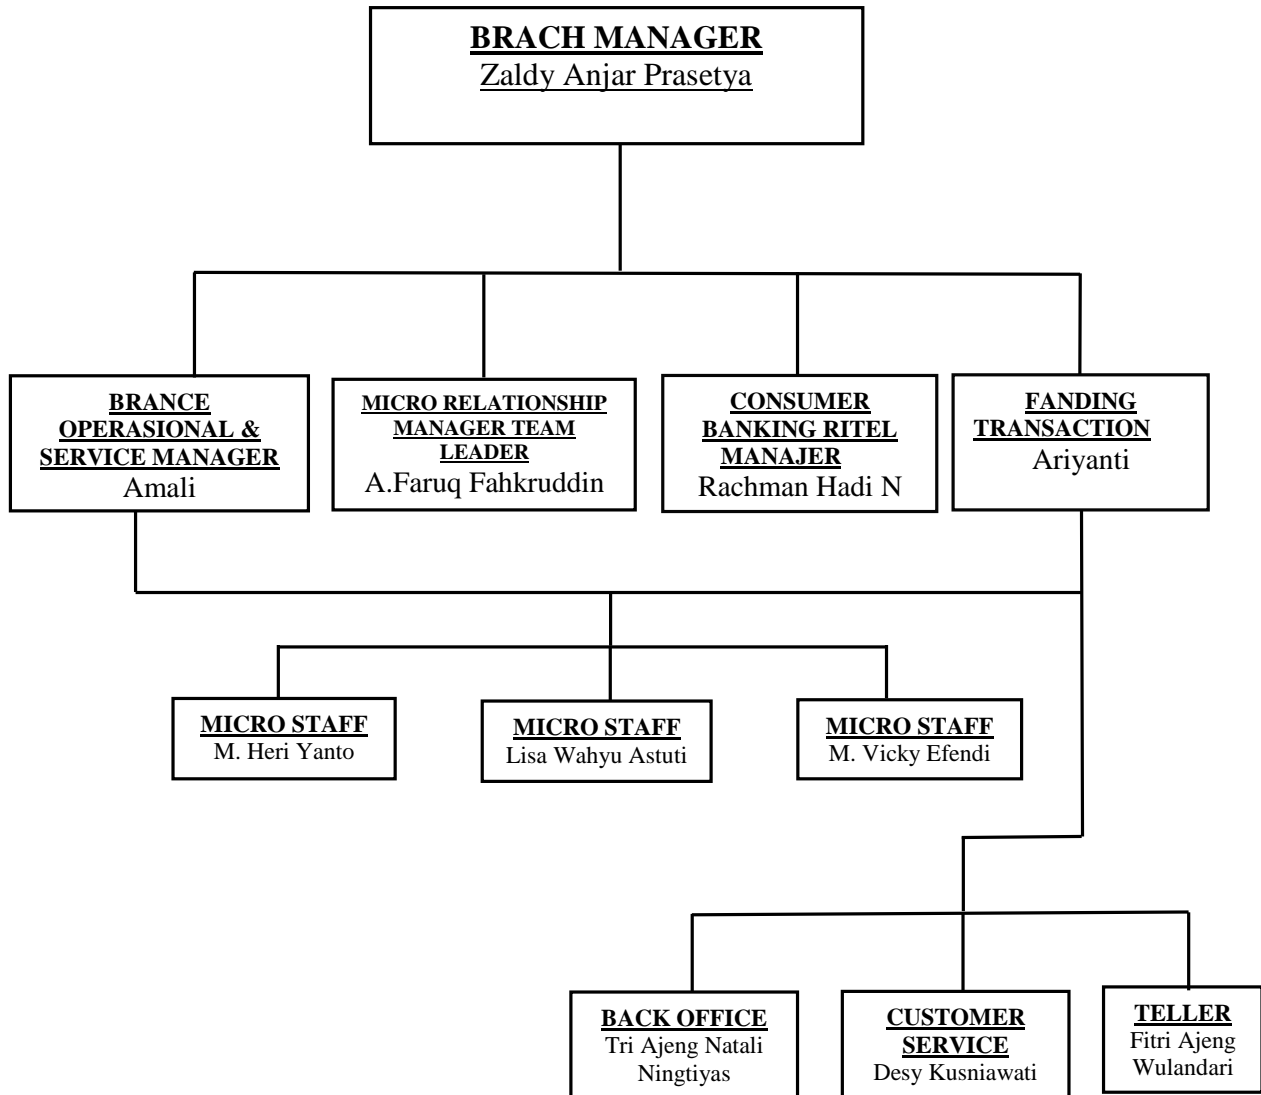 BRACH MANAGER
Zaldy Anjar Prasetya
BRANCE
OPERASIONAL &
SERVICE MANAGER
Amali
MICRO RELATIONSHIP
MANAGER TEAM
LEADER
A.Faruq Fahkruddin
CONSUMER
BANKING RITEL
MANAJER
Rachman Hadi N
FANDING
TRANSACTION
Ariyanti
MICRO STAFF
M. Heri Yanto
MICRO STAFF
Lisa Wahyu Astuti
MICRO STAFF
M. Vicky Efendi
BACK OFFICE
Tri Ajeng Natali
Ningtiyas
CUSTOMER
SERVICE
Desy Kusniawati
TELLER
Fitri Ajeng
Wulandari